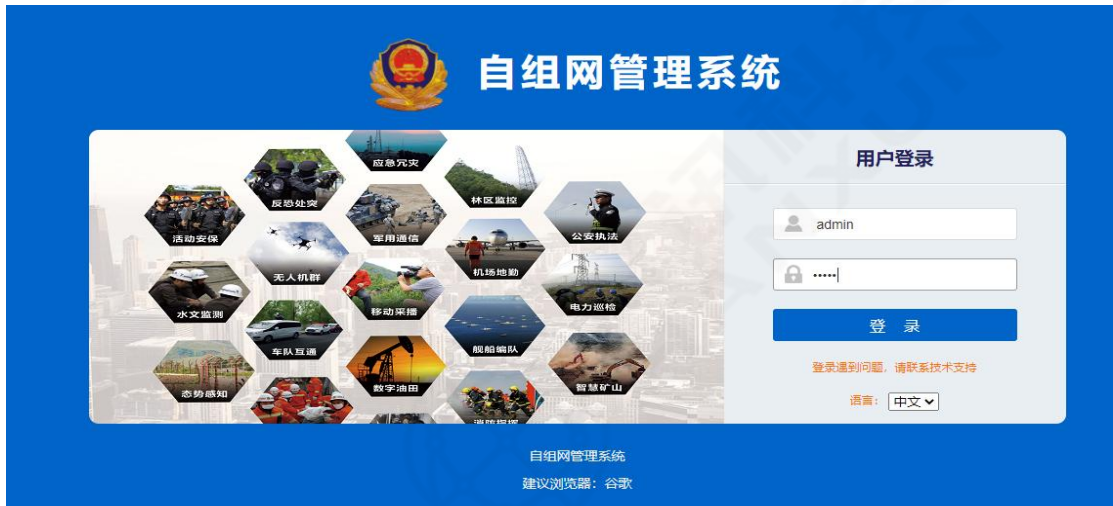 自组网管理系统
应急冗灾
反恐处突
林区监控
活动安保
军用通信
公安执法
无人机群
机场地勤
水文监测
移动采播
电力巡检
车队互通
舰船编队
态势感知
数字油田
智慧矿山
消防指挥
用户登录
admin
•••••
登 录
登录遇到问题，请联系技术支持
语言： 中文
自组网管理系统
建议浏览器：谷歌